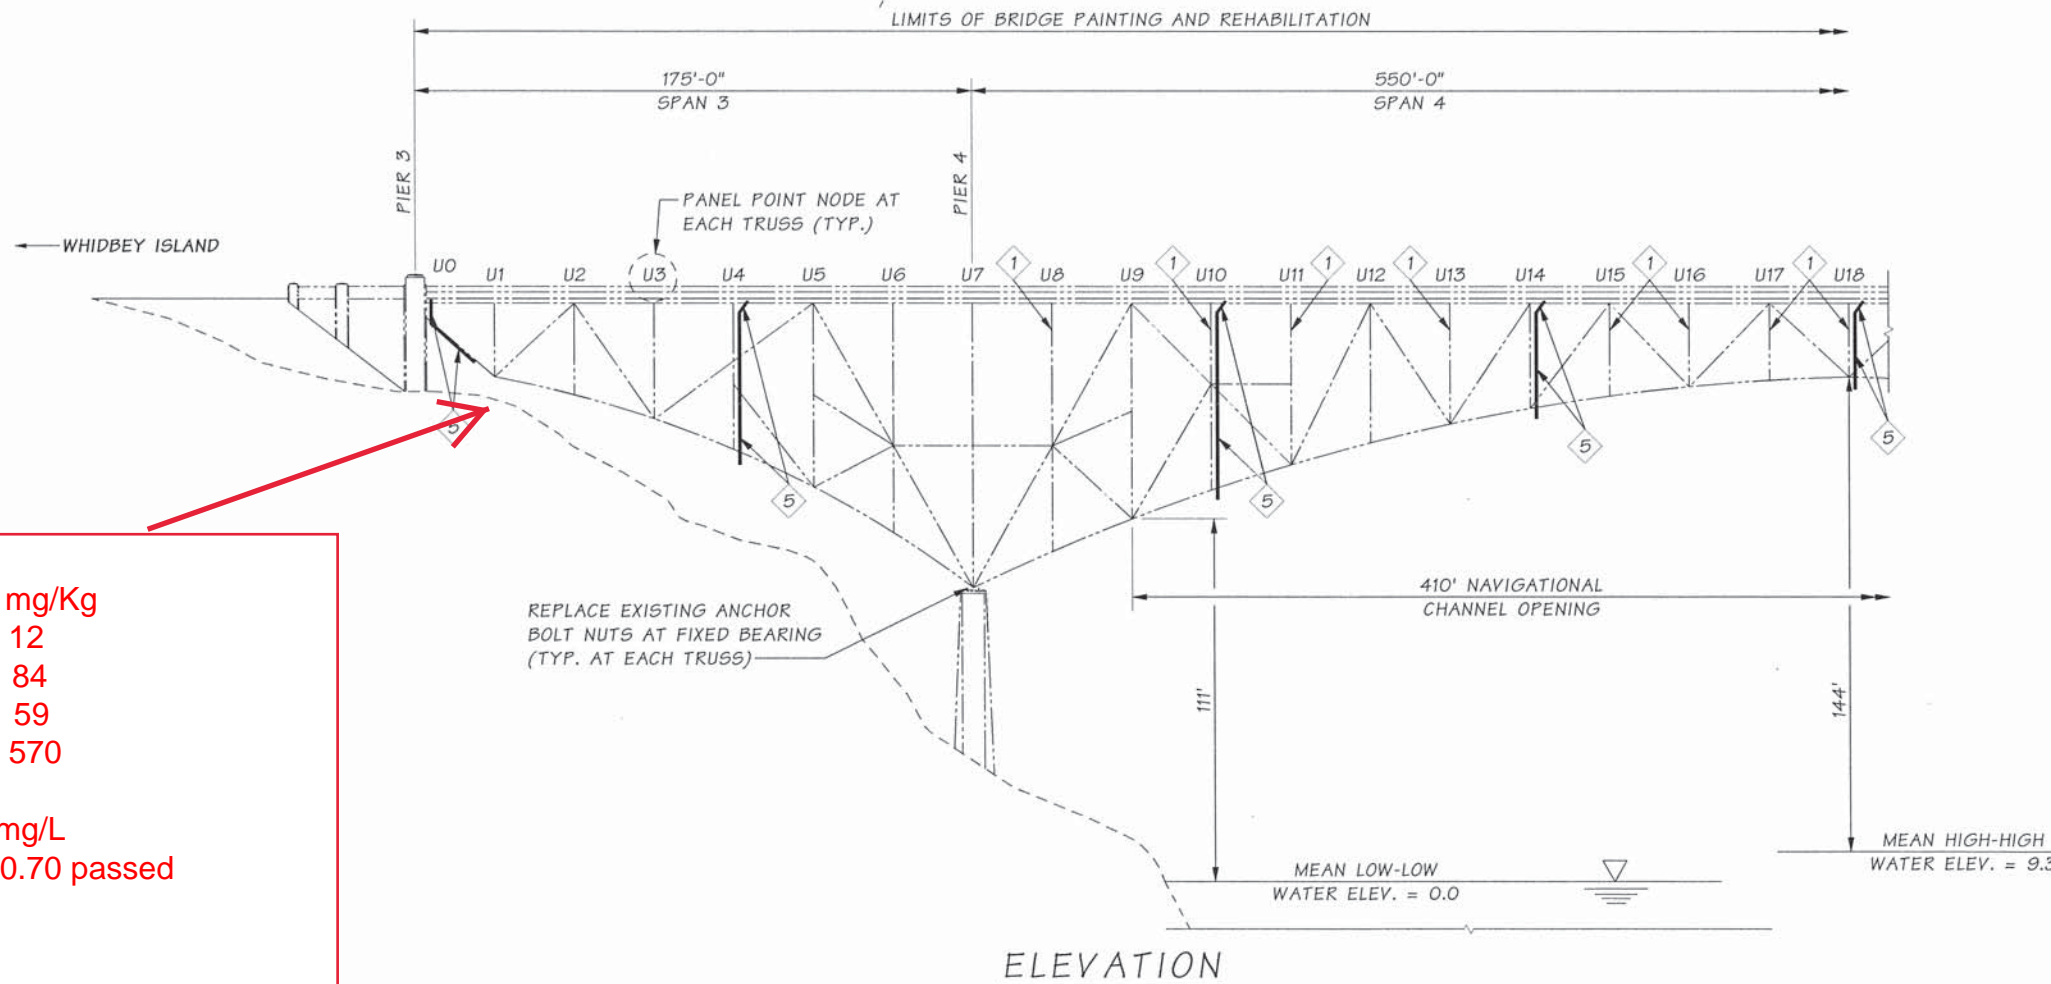 LIMITS OF BRIDGE PAINTING AND REHABILITATION
175'-0"
SPAN 3
550'-0"
SPAN 4
PIER 3
PIER 4
PANEL POINT NODE AT
EACH TRUSS (TYP.)
WHIDBEY ISLAND
U0 U1 U2 U3 U4 U5 U6 U7 1 U8 U9 1 U10 U11 1 U12 1 U13 U14 U15 1 U16 U17 1 U18
5
5
5
5
5
mg/Kg
12
84
59
570
mg/L
0.70 passed
REPLACE EXISTING ANCHOR
BOLT NUTS AT FIXED BEARING
(TYP. AT EACH TRUSS)
410' NAVIGATIONAL
CHANNEL OPENING
111'
144'
MEAN LOW-LOW
WATER ELEV. = 0.0
MEAN HIGH-HIGH
WATER ELEV. = 9.3
ELEVATION